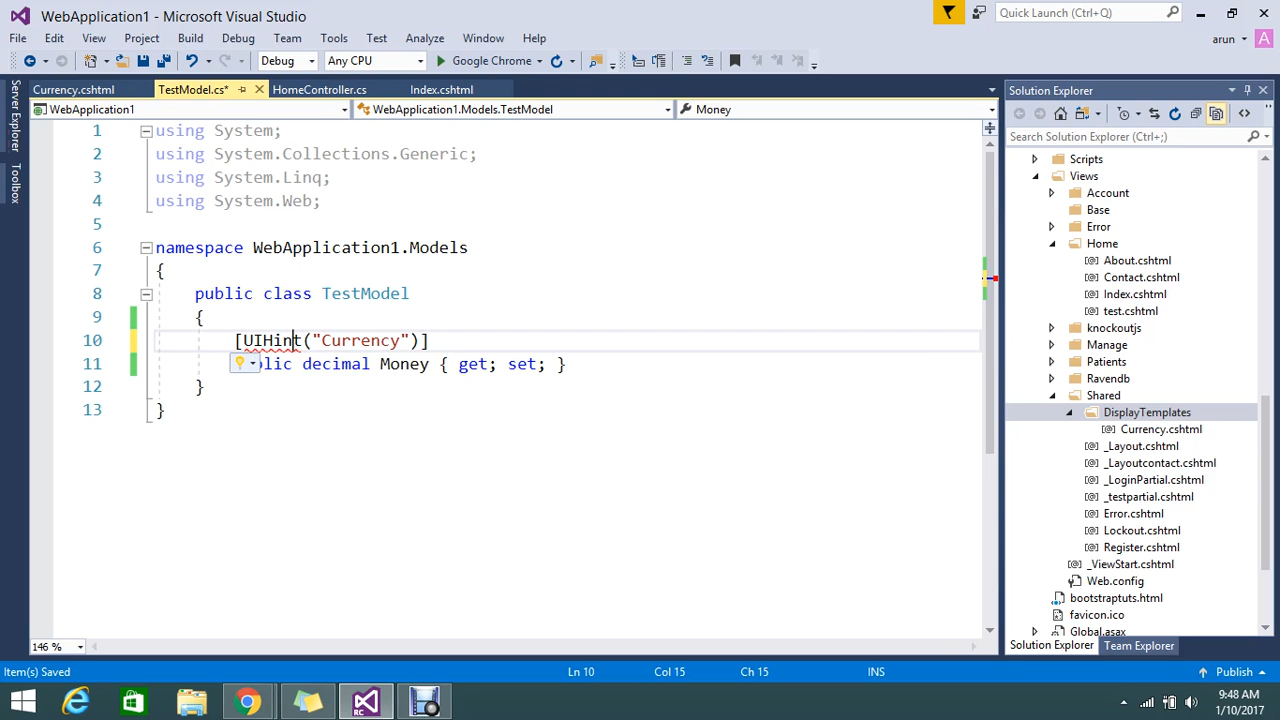 WebApplication1 - Microsoft Visual Studio
Quick Launch (Ctrl+Q)
File Edit View Project Build Debug Team Tools Test Analyze Window Help
arun A
Debug Any CPU Google Chrome
Currency.cshtml TestModel.cs* HomeController.cs Index.cshtml
WebApplication1 WebApplication1.Models.TestModel Money
Server Explorer
Toolbox
1 using System;
2 using System.Collections.Generic;
3 using System.Linq;
4 using System.Web;
5
6 namespace WebApplication1.Models
7 {
8 public class TestModel
9 {
10 [UIHint("Currency")]
11 blic decimal Money { get; set; }
12 }
13 }
146 %
Solution Explorer
Search Solution Explorer (Ctrl+;)
Scripts
Views
Account
Base
Error
Home
About.cshtml
Contact.cshtml
Index.cshtml
test.cshtml
knockoutjs
Manage
Patients
Ravendb
Shared
DisplayTemplates
Currency.cshtml
_Layout.cshtml
_Layoutcontact.cshtml
_LoginPartial.cshtml
_testpartial.cshtml
Error.cshtml
Lockout.cshtml
Register.cshtml
_ViewStart.cshtml
Web.config
bootstraptuts.html
favicon.ico
Global.asax
Solution Explorer Team Explorer
Item(s) Saved Ln 10 Col 15 Ch 15 INS Publish
RC
9:48 AM
1/10/2017